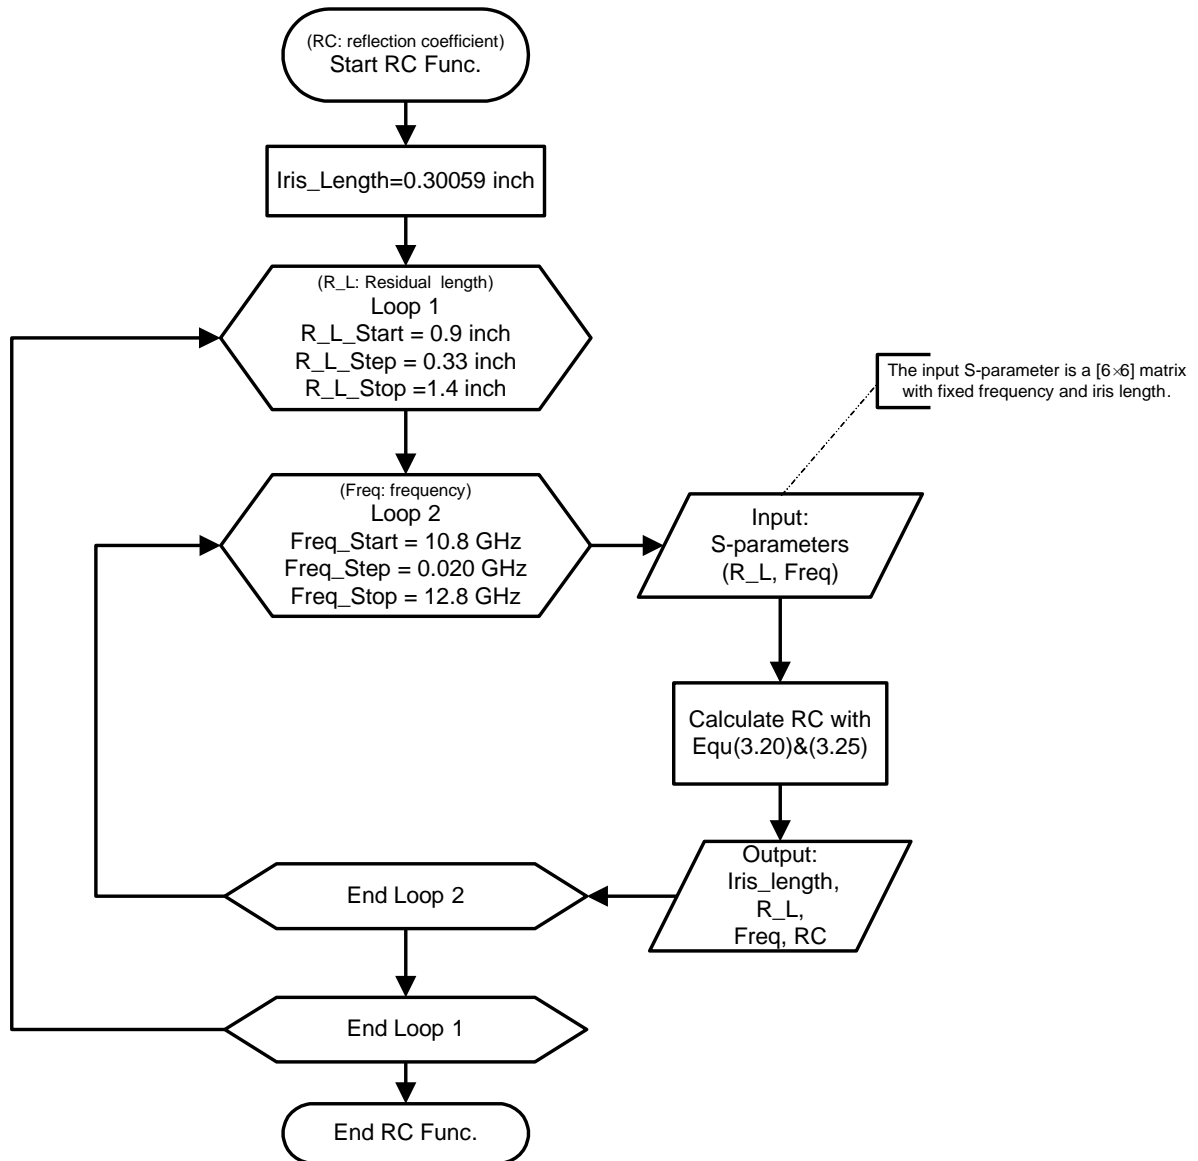 (RC: reflection coefficient)
Start RC Func.
Iris_Length=0.30059 inch
(R_L: Residual length)
Loop 1
R_L_Start = 0.9 inch
R_L_Step = 0.33 inch
R_L_Stop =1.4 inch
The input S-parameter is a [6×6] matrix
with fixed frequency and iris length.
(Freq: frequency)
Loop 2
Freq_Start = 10.8 GHz
Freq_Step = 0.020 GHz
Freq_Stop = 12.8 GHz
Input:
S-parameters
(R_L, Freq)
Calculate RC with
Equ(3.20)&(3.25)
Output:
Iris_length,
R_L,
Freq, RC
End Loop 2
End Loop 1
End RC Func.